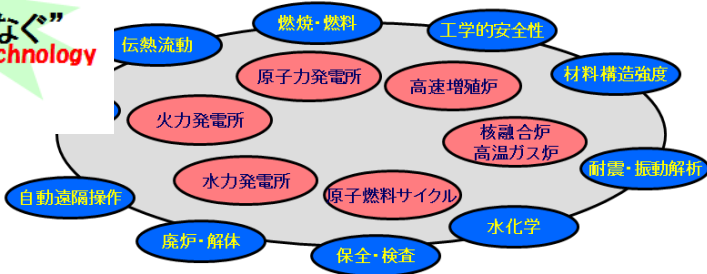 なぐ”
chnology
燃焼・燃料
伝熱流動
工学的安全性
原子力発電所
高速増殖炉
材料構造強度
火力発電所
核融合炉
高温ガス炉
耐震・振動解析
水力発電所
原子燃料サイクル
自動遠隔操作
水化学
廃炉・解体
保全・検査